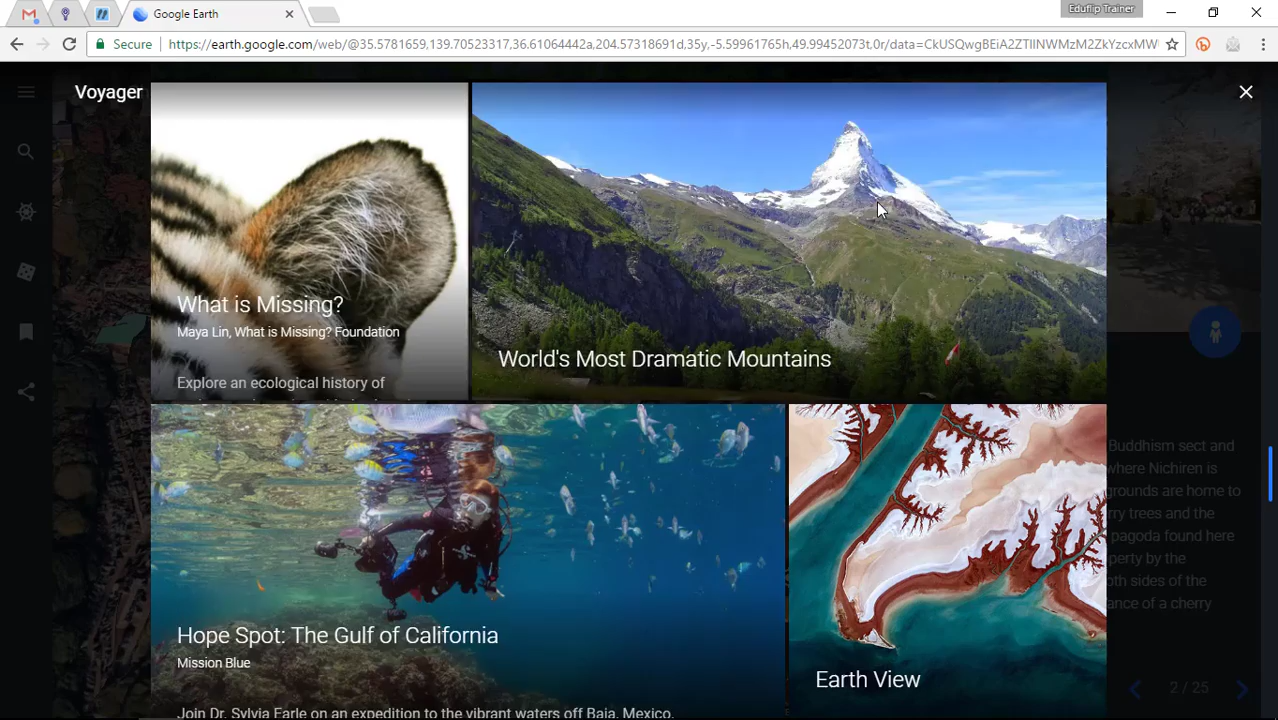 Google Earth
Eduflip Trainer
Secure
https://earth.google.com/web/@35.5781659,139.70523317,36.61064442a,204.57318691d,35y,-5.59961765h,49.99452073t,0r/data=CkUSQwgBEiA2ZTllNWMzM2ZkYzcxMW
Voyager
What is Missing?
Maya Lin, What is Missing? Foundation
Explore an ecological history of
World's Most Dramatic Mountains
Hope Spot: The Gulf of California
Mission Blue
Join Dr. Sylvia Earle on an expedition to the vibrant waters off Baja, Mexico.
Earth View
Buddhism sect and
where Nichiren is
grounds are home to
rry trees and the
pagoda found here
perty by the
oth sides of the
ance of a cherry
2 / 25